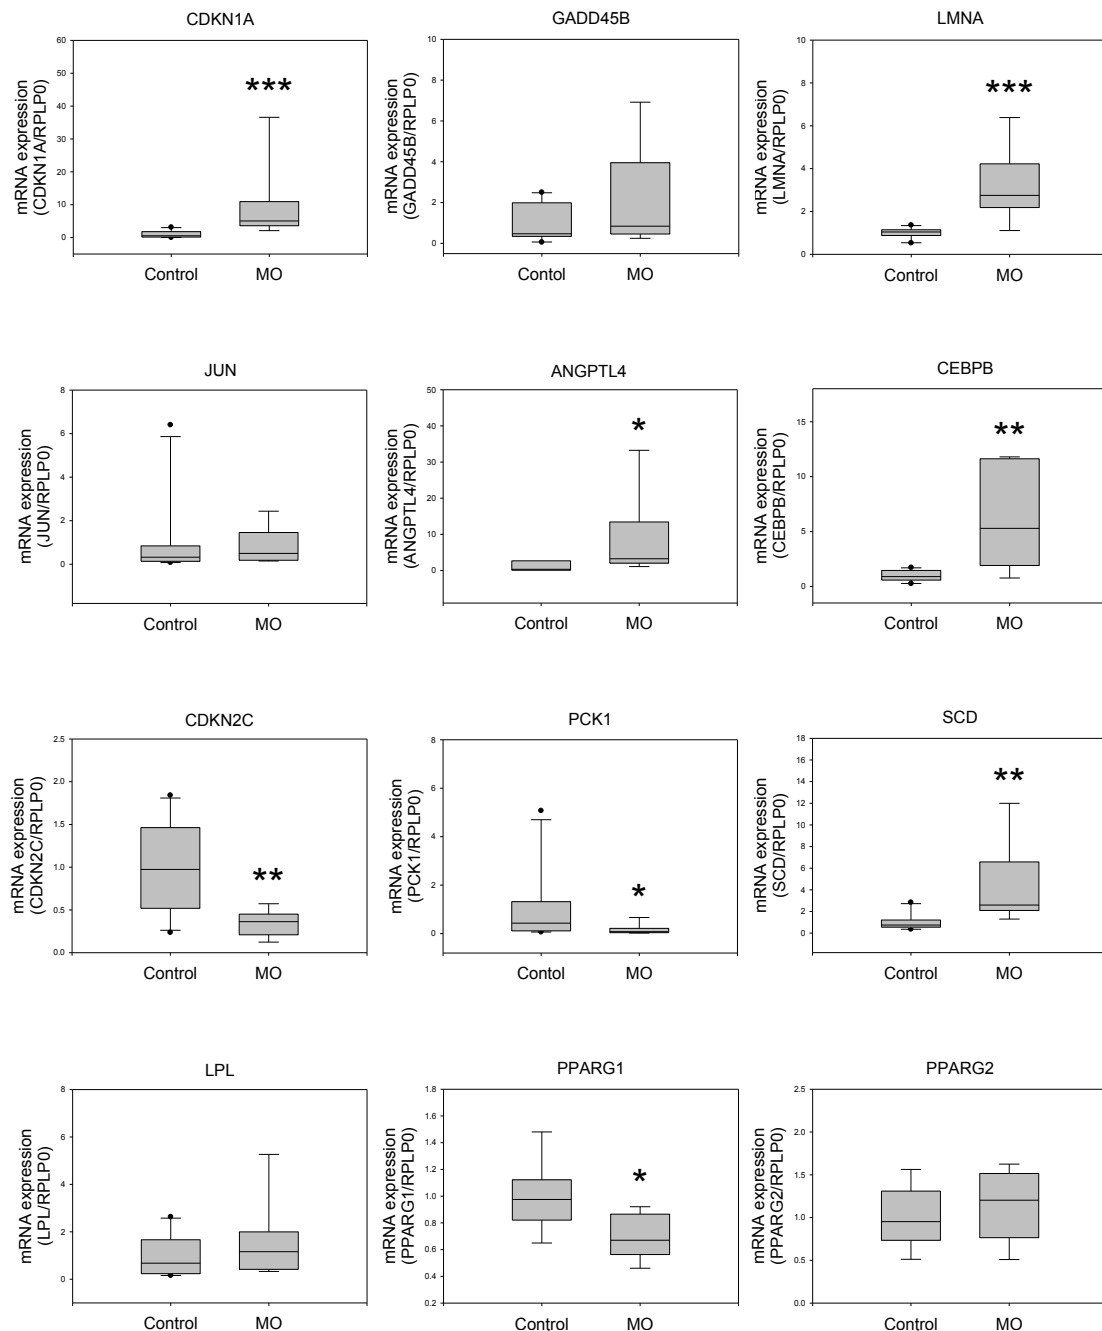 CDKN1A
mRNA expression
(CDKN1A/RPLP0)
60
50
40
30
20
10
0
***
Control MO
GADD45B
mRNA expression
(GADD45B/RPLP0)
10
8
6
4
2
0
Control MO
LMNA
mRNA expression
(LMNA/RPLP0)
10
8
6
4
2
0
***
Control MO
JUN
mRNA expression
(JUN/RPLP0)
8
6
4
2
0
Control MO
ANGPTL4
mRNA expression
(ANGPTL4/RPLP0)
50
40
30
20
10
0
*
Control MO
CEBPB
mRNA expression
(CEBPB/RPLP0)
15
10
5
0
**
Control MO
CDKN2C
mRNA expression
(CDKN2C/RPLP0)
2.5
2.0
1.5
1.0
0.5
0.0
**
Control MO
PCK1
mRNA expression
(PCK1/RPLP0)
8
6
4
2
0
*
Contol MO
SCD
mRNA expression
(SCD/RPLP0)
18
16
14
12
10
8
6
4
2
0
**
Control MO
LPL
mRNA expression
(LPL/RPLP0)
8
6
4
2
0
Control MO
PPARG1
mRNA expression
(PPARG1/RPLP0)
1.8
1.6
1.4
1.2
1.0
0.8
0.6
0.4
0.2
*
Control MO
PPARG2
mRNA expression
(PPARG2/RPLP0)
2.5
2.0
1.5
1.0
0.5
0.0
Control MO